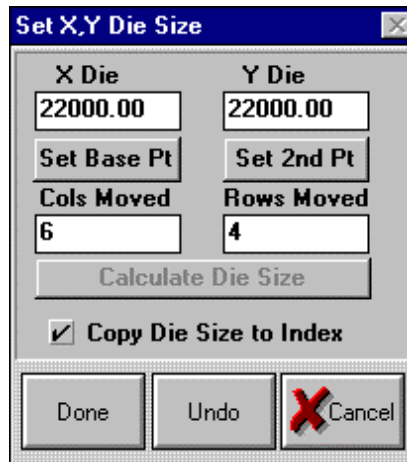 Set X,Y Die Size
X Die Y Die
22000.00 22000.00
Set Base Pt Set 2nd Pt
Cols Moved Rows Moved
6 4
Calculate Die Size
Copy Die Size to Index
Done Undo Cancel